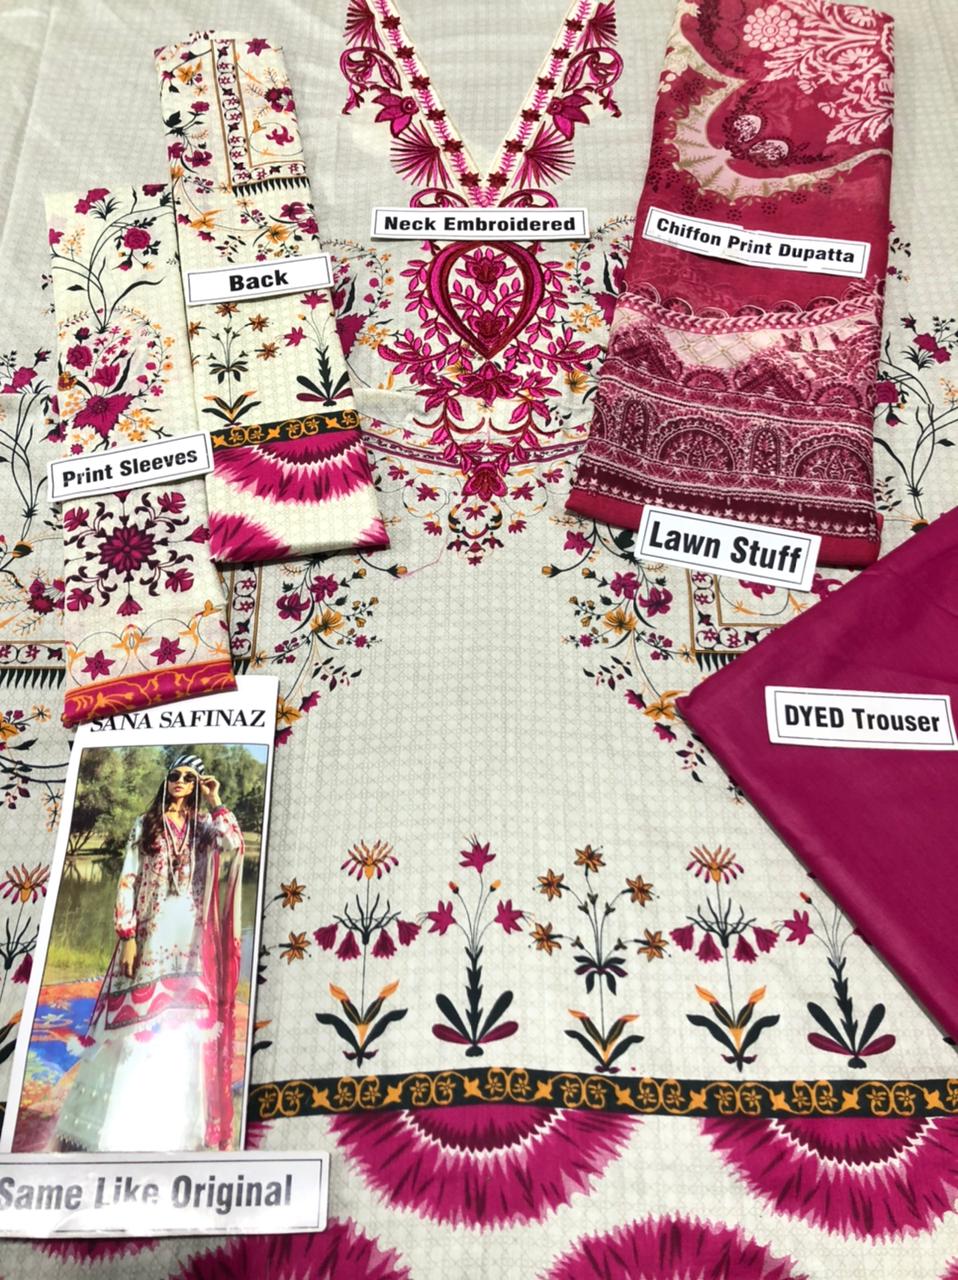 Neck Embroidered
Chiffon Print Dupatta
Back
Print Sleeves
Lawn Stuff
DYED Trouser
SANA SAFINAZ
Same Like Original